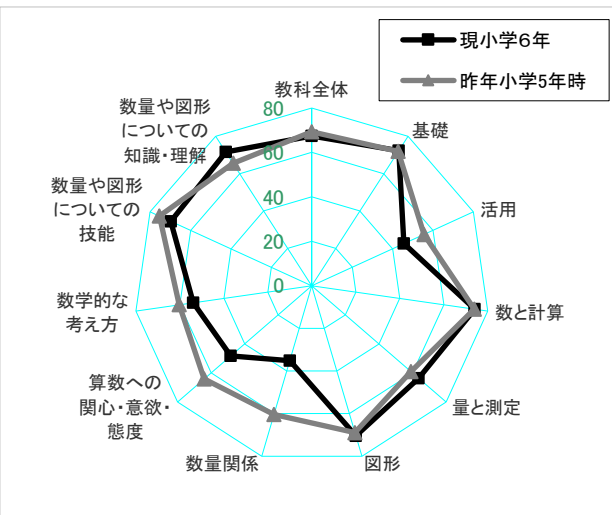 現小学6年
昨年小学5年時
教科全体
基礎
活用
数と計算
量と測定
図形
数量関係
算数への
関心・意欲・
態度
数学的な
考え方
数量や図形
についての
技能
数量や図形
についての
知識・理解
80
60
40
20
0